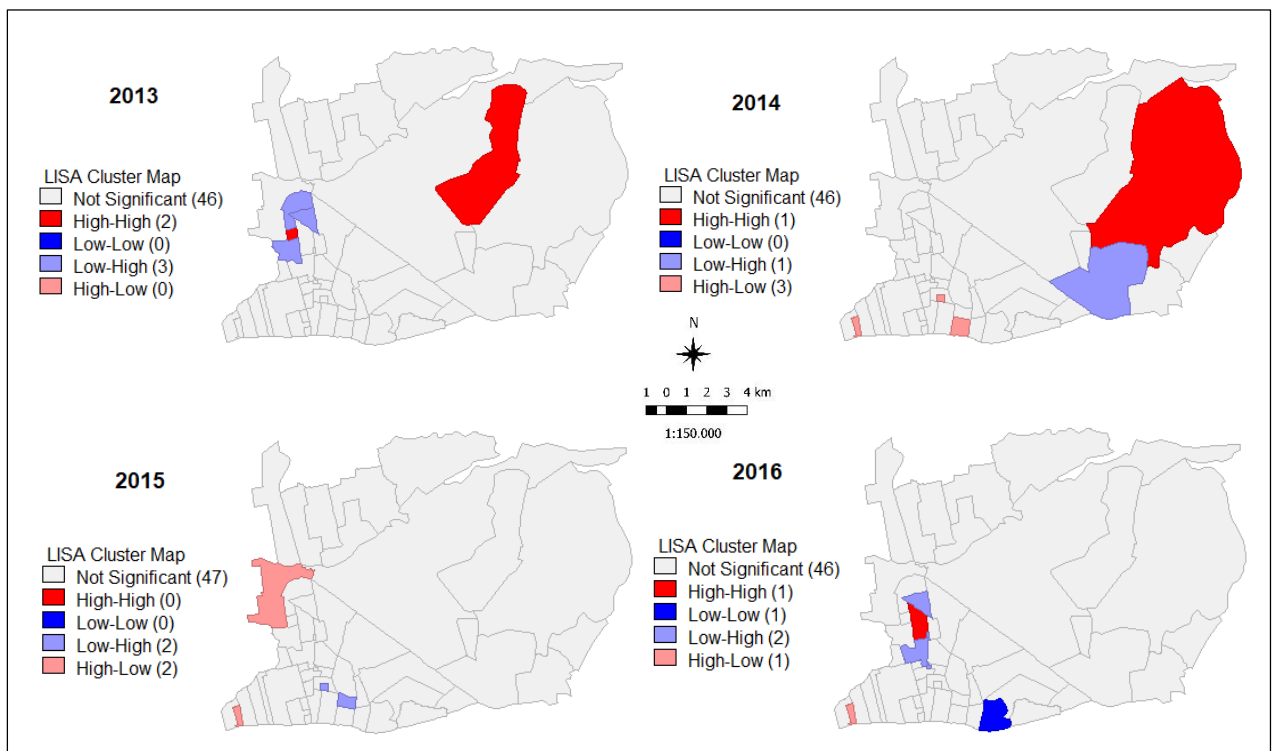 2013
LISA Cluster Map
Not Significant (46)
High-High (2)
Low-Low (0)
Low-High (3)
High-Low (0)
2014
LISA Cluster Map
Not Significant (46)
High-High (1)
Low-Low (0)
Low-High (1)
High-Low (3)
N
1 0 1 2 3 4 km
1:150.000
2015
LISA Cluster Map
Not Significant (47)
High-High (0)
Low-Low (0)
Low-High (2)
High-Low (2)
2016
LISA Cluster Map
Not Significant (46)
High-High (1)
Low-Low (1)
Low-High (2)
High-Low (1)